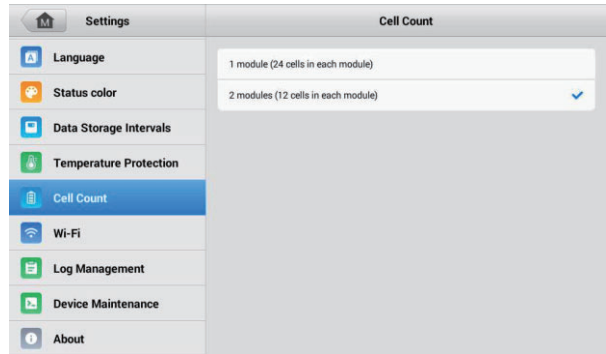 M
Settings
Cell Count
A
Language
Status color
Data Storage Intervals
Temperature Protection
Cell Count
Wi-Fi
Log Management
Device Maintenance
About
1 module (24 cells in each module)
2 modules (12 cells in each module)